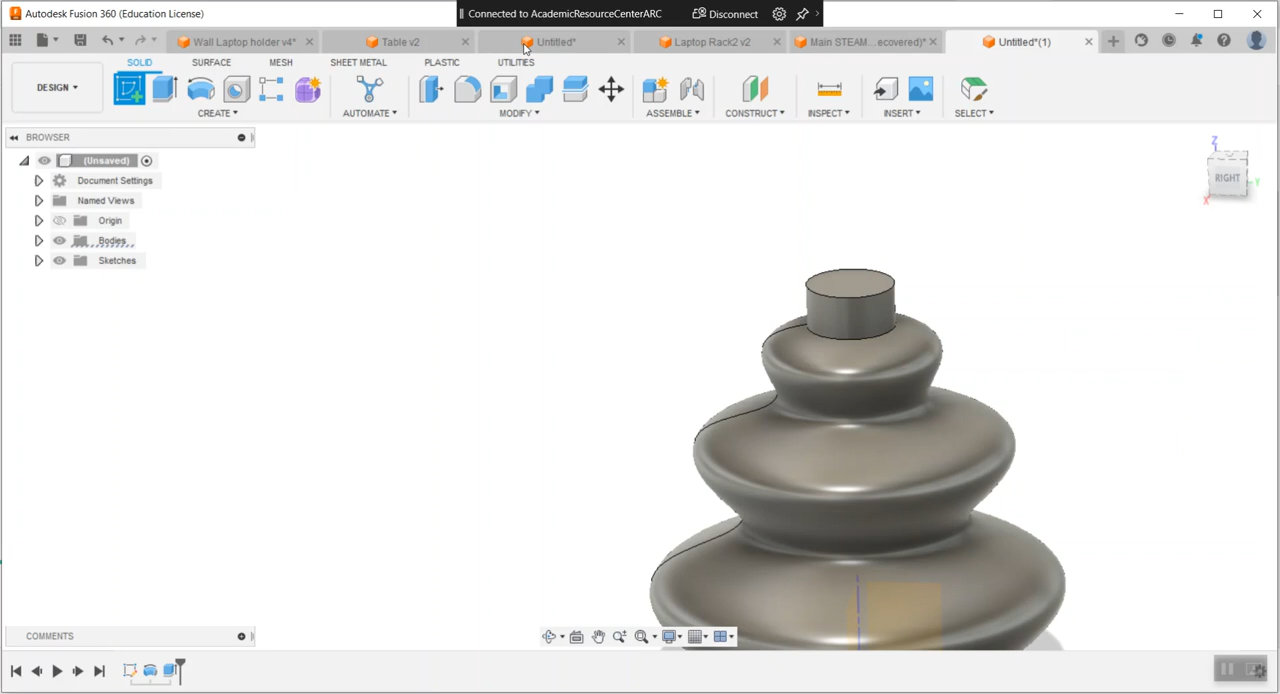 Autodesk Fusion 360 (Education License)
Connected to AcademicResourceCenterARC
Disconnect
Wall Laptop holder v4*
Table v2
Untitled*
Laptop Rack2 v2
Main STEAM ...ecovered)*
Untitled*(1)
SOLID
SURFACE
MESH
SHEET METAL
PLASTIC
UTILITIES
DESIGN
CREATE
AUTOMATE
MODIFY
ASSEMBLE
CONSTRUCT
INSPECT
INSERT
SELECT
BROWSER
(Unsaved)
Document Settings
Named Views
Origin
Bodies
Sketches
Z
RIGHT
Y
X
COMMENTS